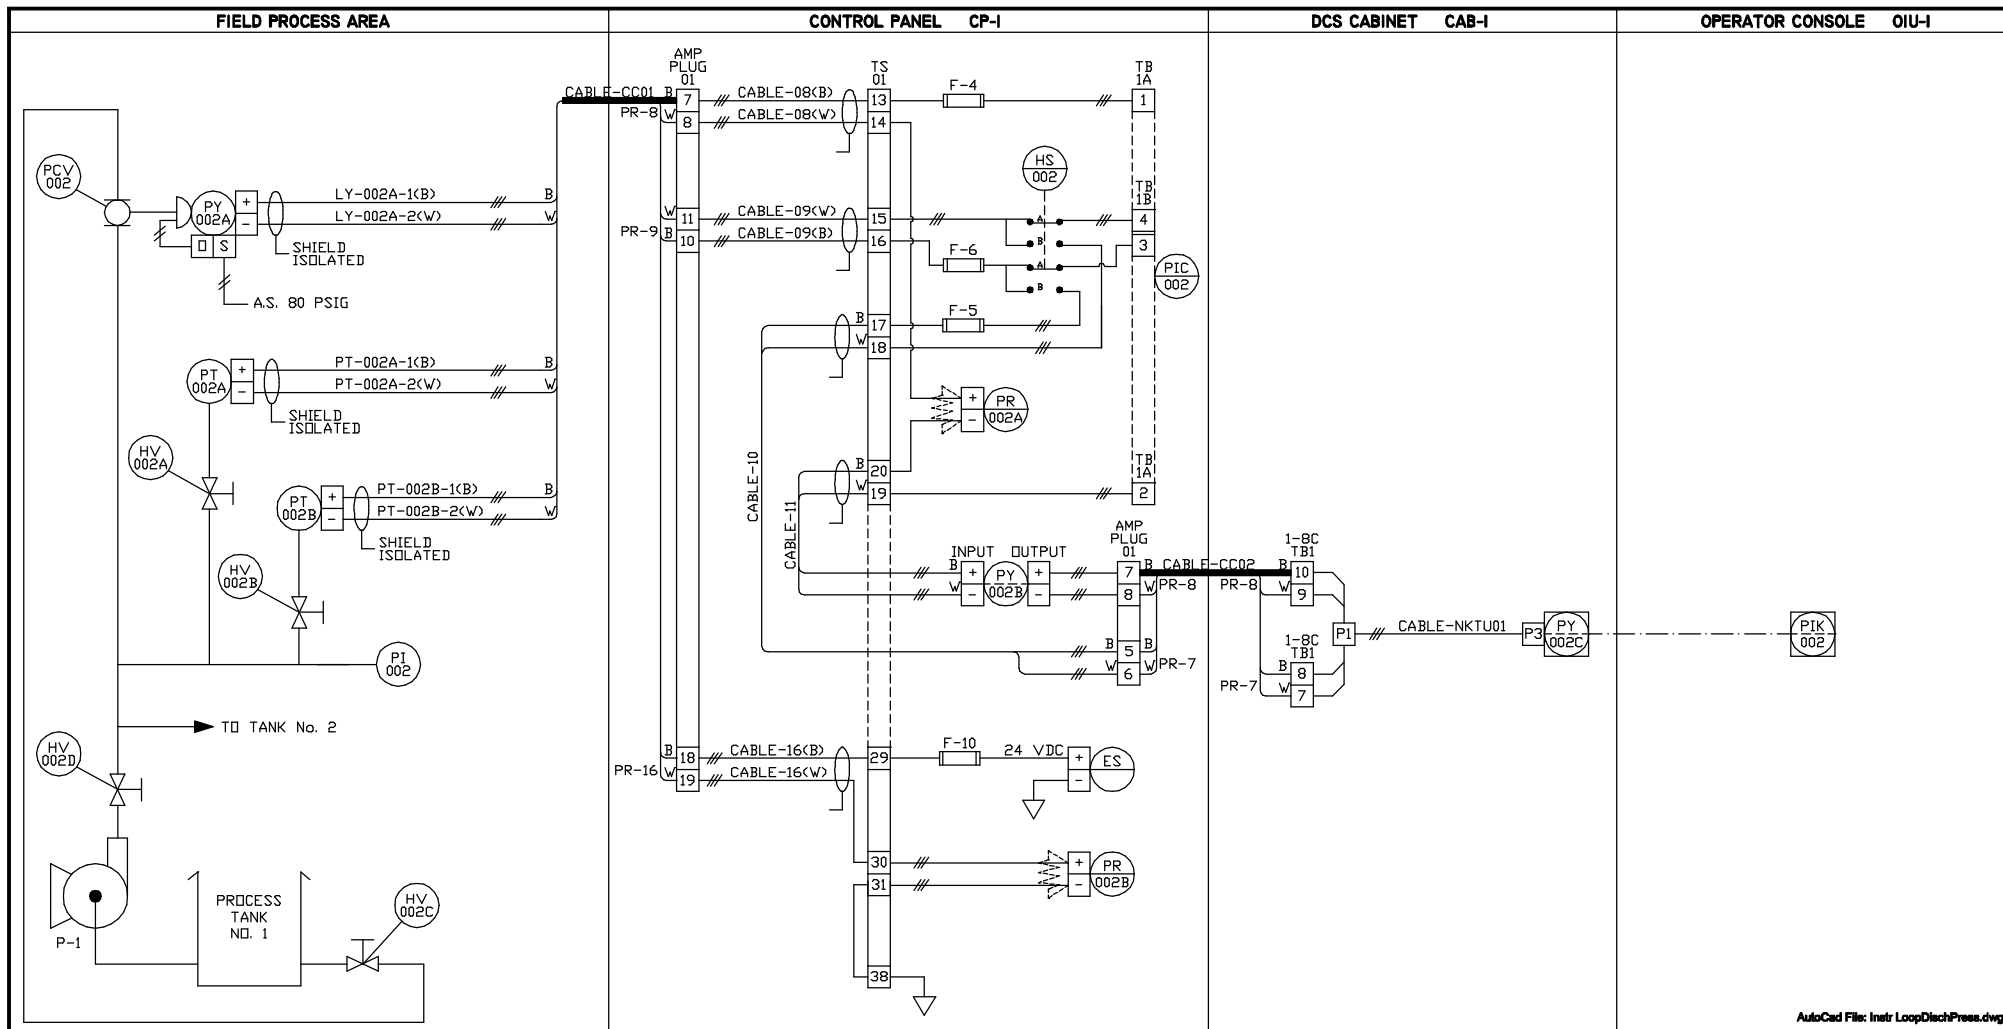 FIELD PROCESS AREA
CONTROL PANEL CP-1
DCS CABINET CAB-1
OPERATOR CONSOLE OIU-1
AMP
PLUG
01
TS
01
TB
1A
CABLE-CC01
B
7
CABLE-08(B)
13
F-4
1
PR-8
W
8
CABLE-08(W)
14
PCV
002
HS
002
LY-002A-1(B)
B
PY
002A
+
-
LY-002A-2(W)
W
TB
1B
W
11
CABLE-09(W)
15
A
4
PR-9
B
10
CABLE-09(B)
16
B
3
O
S
SHIELD
ISOLATED
F-6
A
B
PIC
002
A.S. 80 PSIG
B
17
F-5
W
18
PT-002A-1(B)
B
PT
002A
+
-
PT-002A-2(W)
W
SHIELD
ISOLATED
+
-
PR
002A
HV
002A
CABLE-10
B
20
TB
1A
W
19
2
PT-002B-1(B)
B
PT
002B
+
-
PT-002B-2(W)
W
SHIELD
ISOLATED
CABLE-11
AMP
PLUG
01
1-8C
TB1
INPUT
OUTPUT
HV
002B
B
+
PY
002B
+
7
B
CABLE-CC02
B
10
W
-
-
8
W
PR-8
PR-8
W
9
P1
CABLE-NKTU01
P3
PY
002C
PIK
002
1-8C
TB1
B
5
B
B
8
W
6
W
PR-7
PR-7
W
7
PI
002
TO TANK No. 2
HV
002D
B
18
CABLE-16(B)
29
F-10
24 VDC
+
ES
PR-16
W
19
CABLE-16(W)
-
30
+
PR
002B
31
-
PROCESS
TANK
NO. 1
HV
002C
P-1
38
AutoCad File: Instr LoopDischPress.dwg